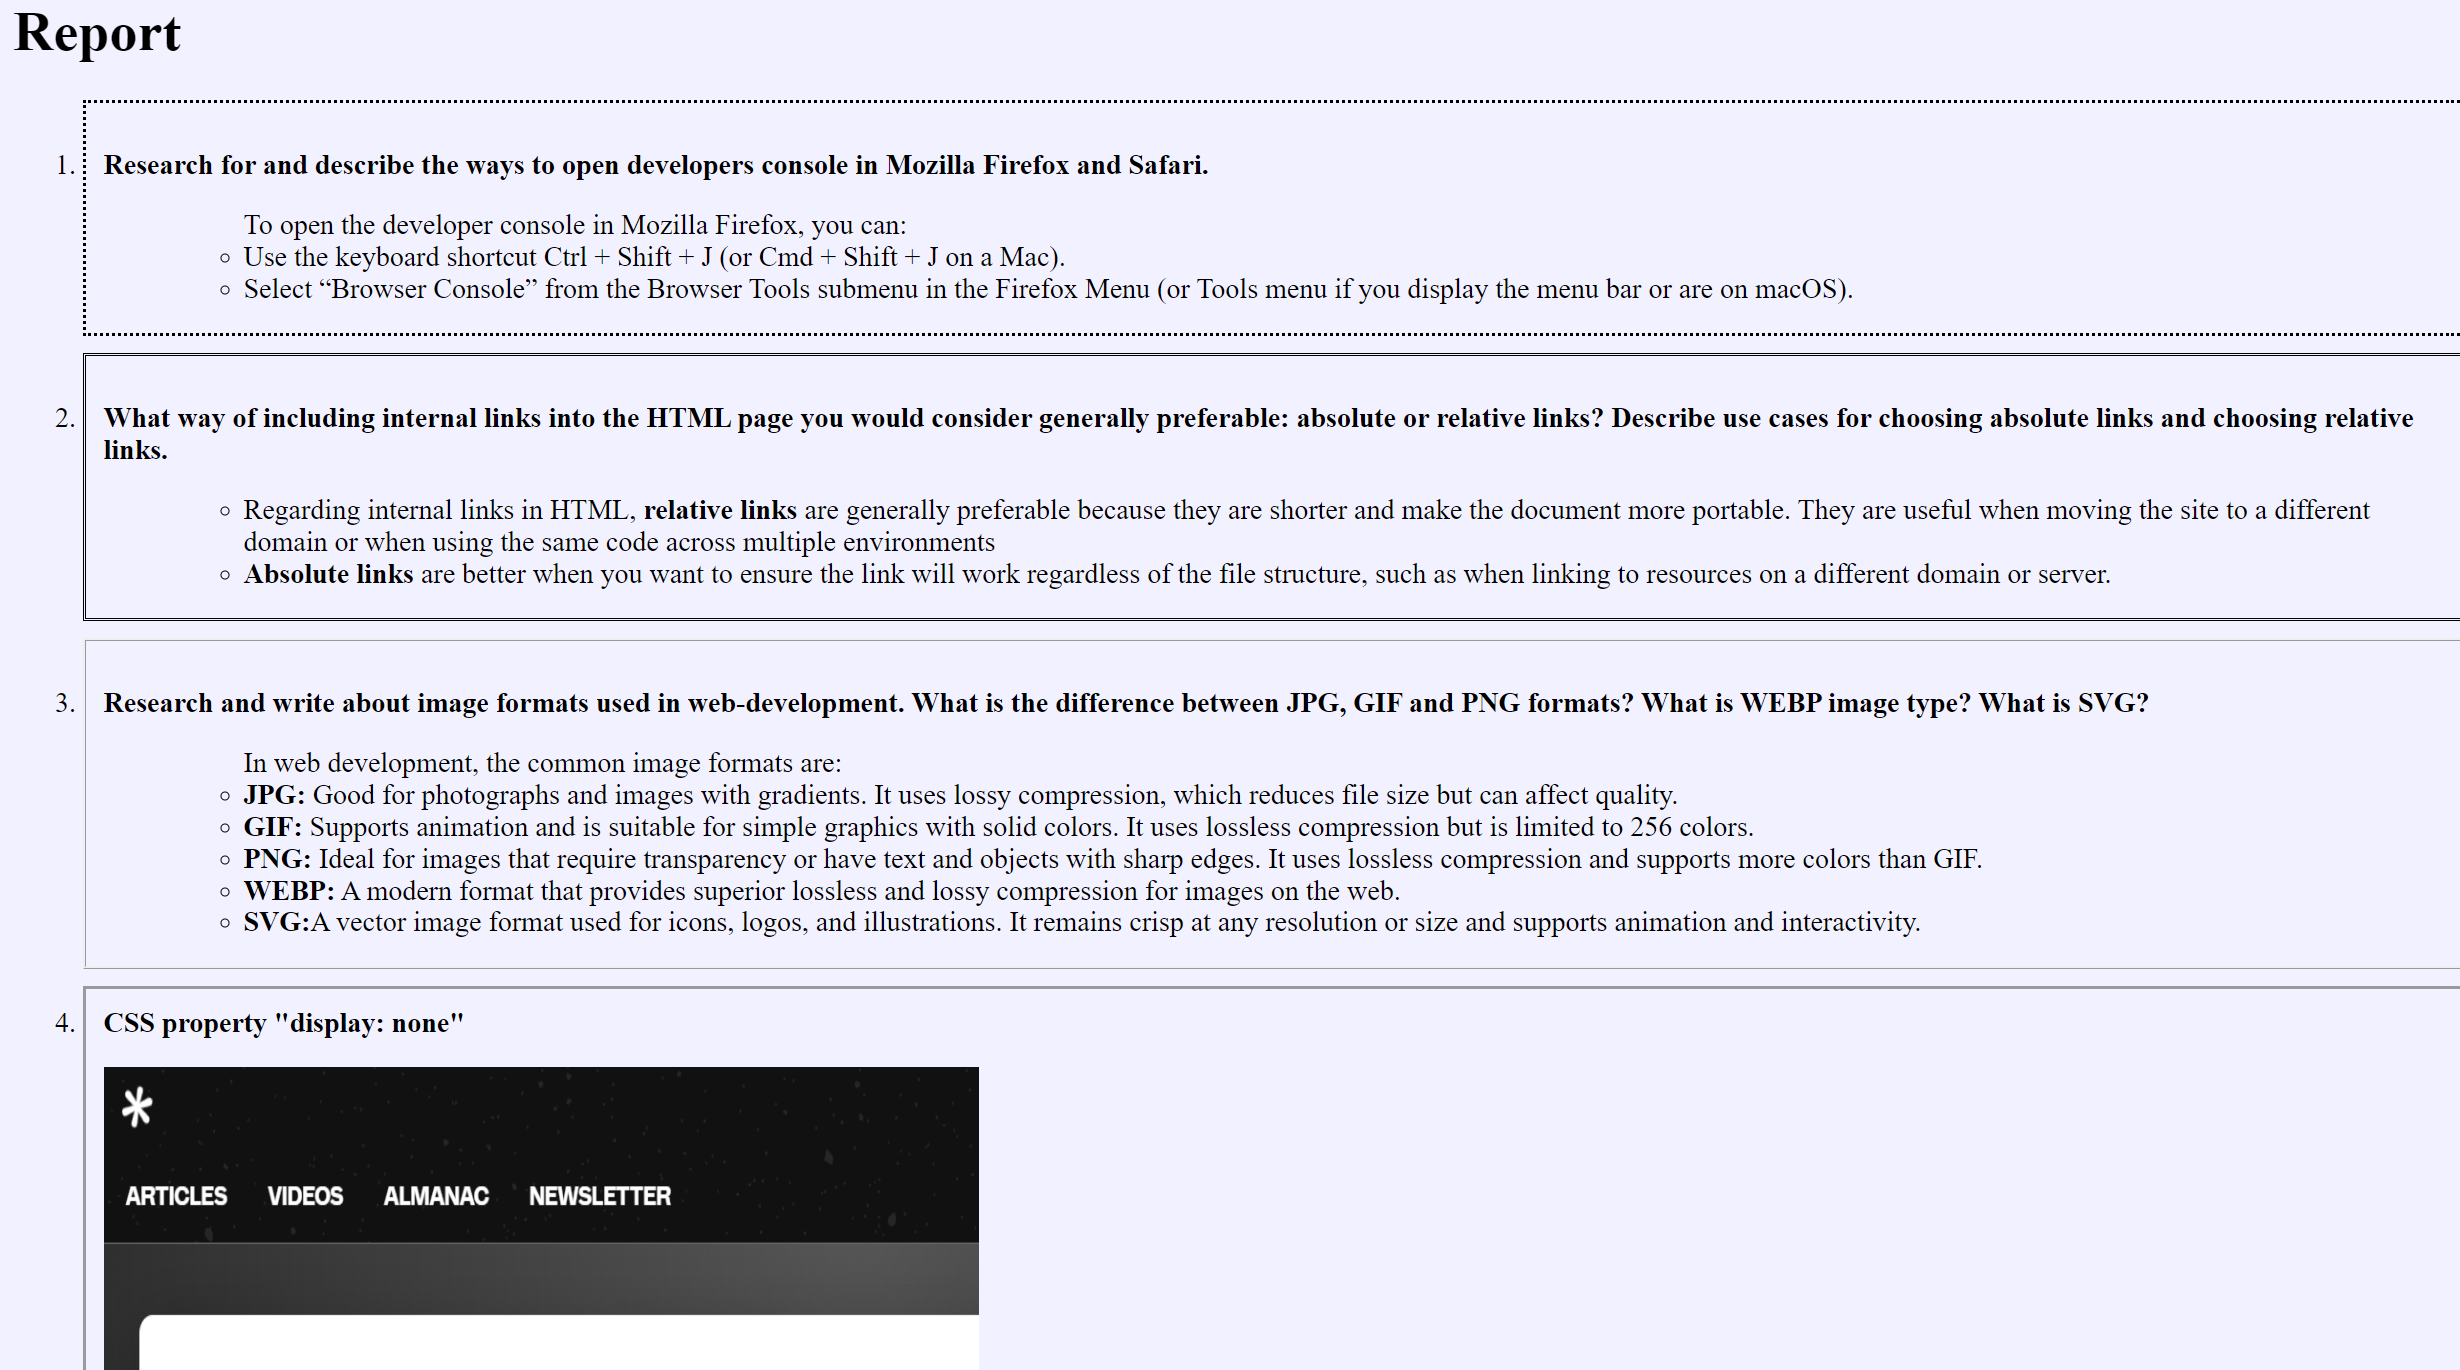 Report
1. Research for and describe the ways to open developers console in Mozilla Firefox and Safari.
To open the developer console in Mozilla Firefox, you can:
◦ Use the keyboard shortcut Ctrl + Shift + J (or Cmd + Shift + J on a Mac).
◦ Select “Browser Console” from the Browser Tools submenu in the Firefox Menu (or Tools menu if you display the menu bar or are on macOS).
2. What way of including internal links into the HTML page you would consider generally preferable: absolute or relative links? Describe use cases for choosing absolute links and choosing relative
links.
◦ Regarding internal links in HTML, relative links are generally preferable because they are shorter and make the document more portable. They are useful when moving the site to a different
domain or when using the same code across multiple environments
◦ Absolute links are better when you want to ensure the link will work regardless of the file structure, such as when linking to resources on a different domain or server.
3. Research and write about image formats used in web-development. What is the difference between JPG, GIF and PNG formats? What is WEBP image type? What is SVG?
In web development, the common image formats are:
◦ JPG: Good for photographs and images with gradients. It uses lossy compression, which reduces file size but can affect quality.
◦ GIF: Supports animation and is suitable for simple graphics with solid colors. It uses lossless compression but is limited to 256 colors.
◦ PNG: Ideal for images that require transparency or have text and objects with sharp edges. It uses lossless compression and supports more colors than GIF.
◦ WEBP: A modern format that provides superior lossless and lossy compression for images on the web.
◦ SVG:A vector image format used for icons, logos, and illustrations. It remains crisp at any resolution or size and supports animation and interactivity.
4. CSS property "display: none"
*
ARTICLES VIDEOS ALMANAC NEWSLETTER